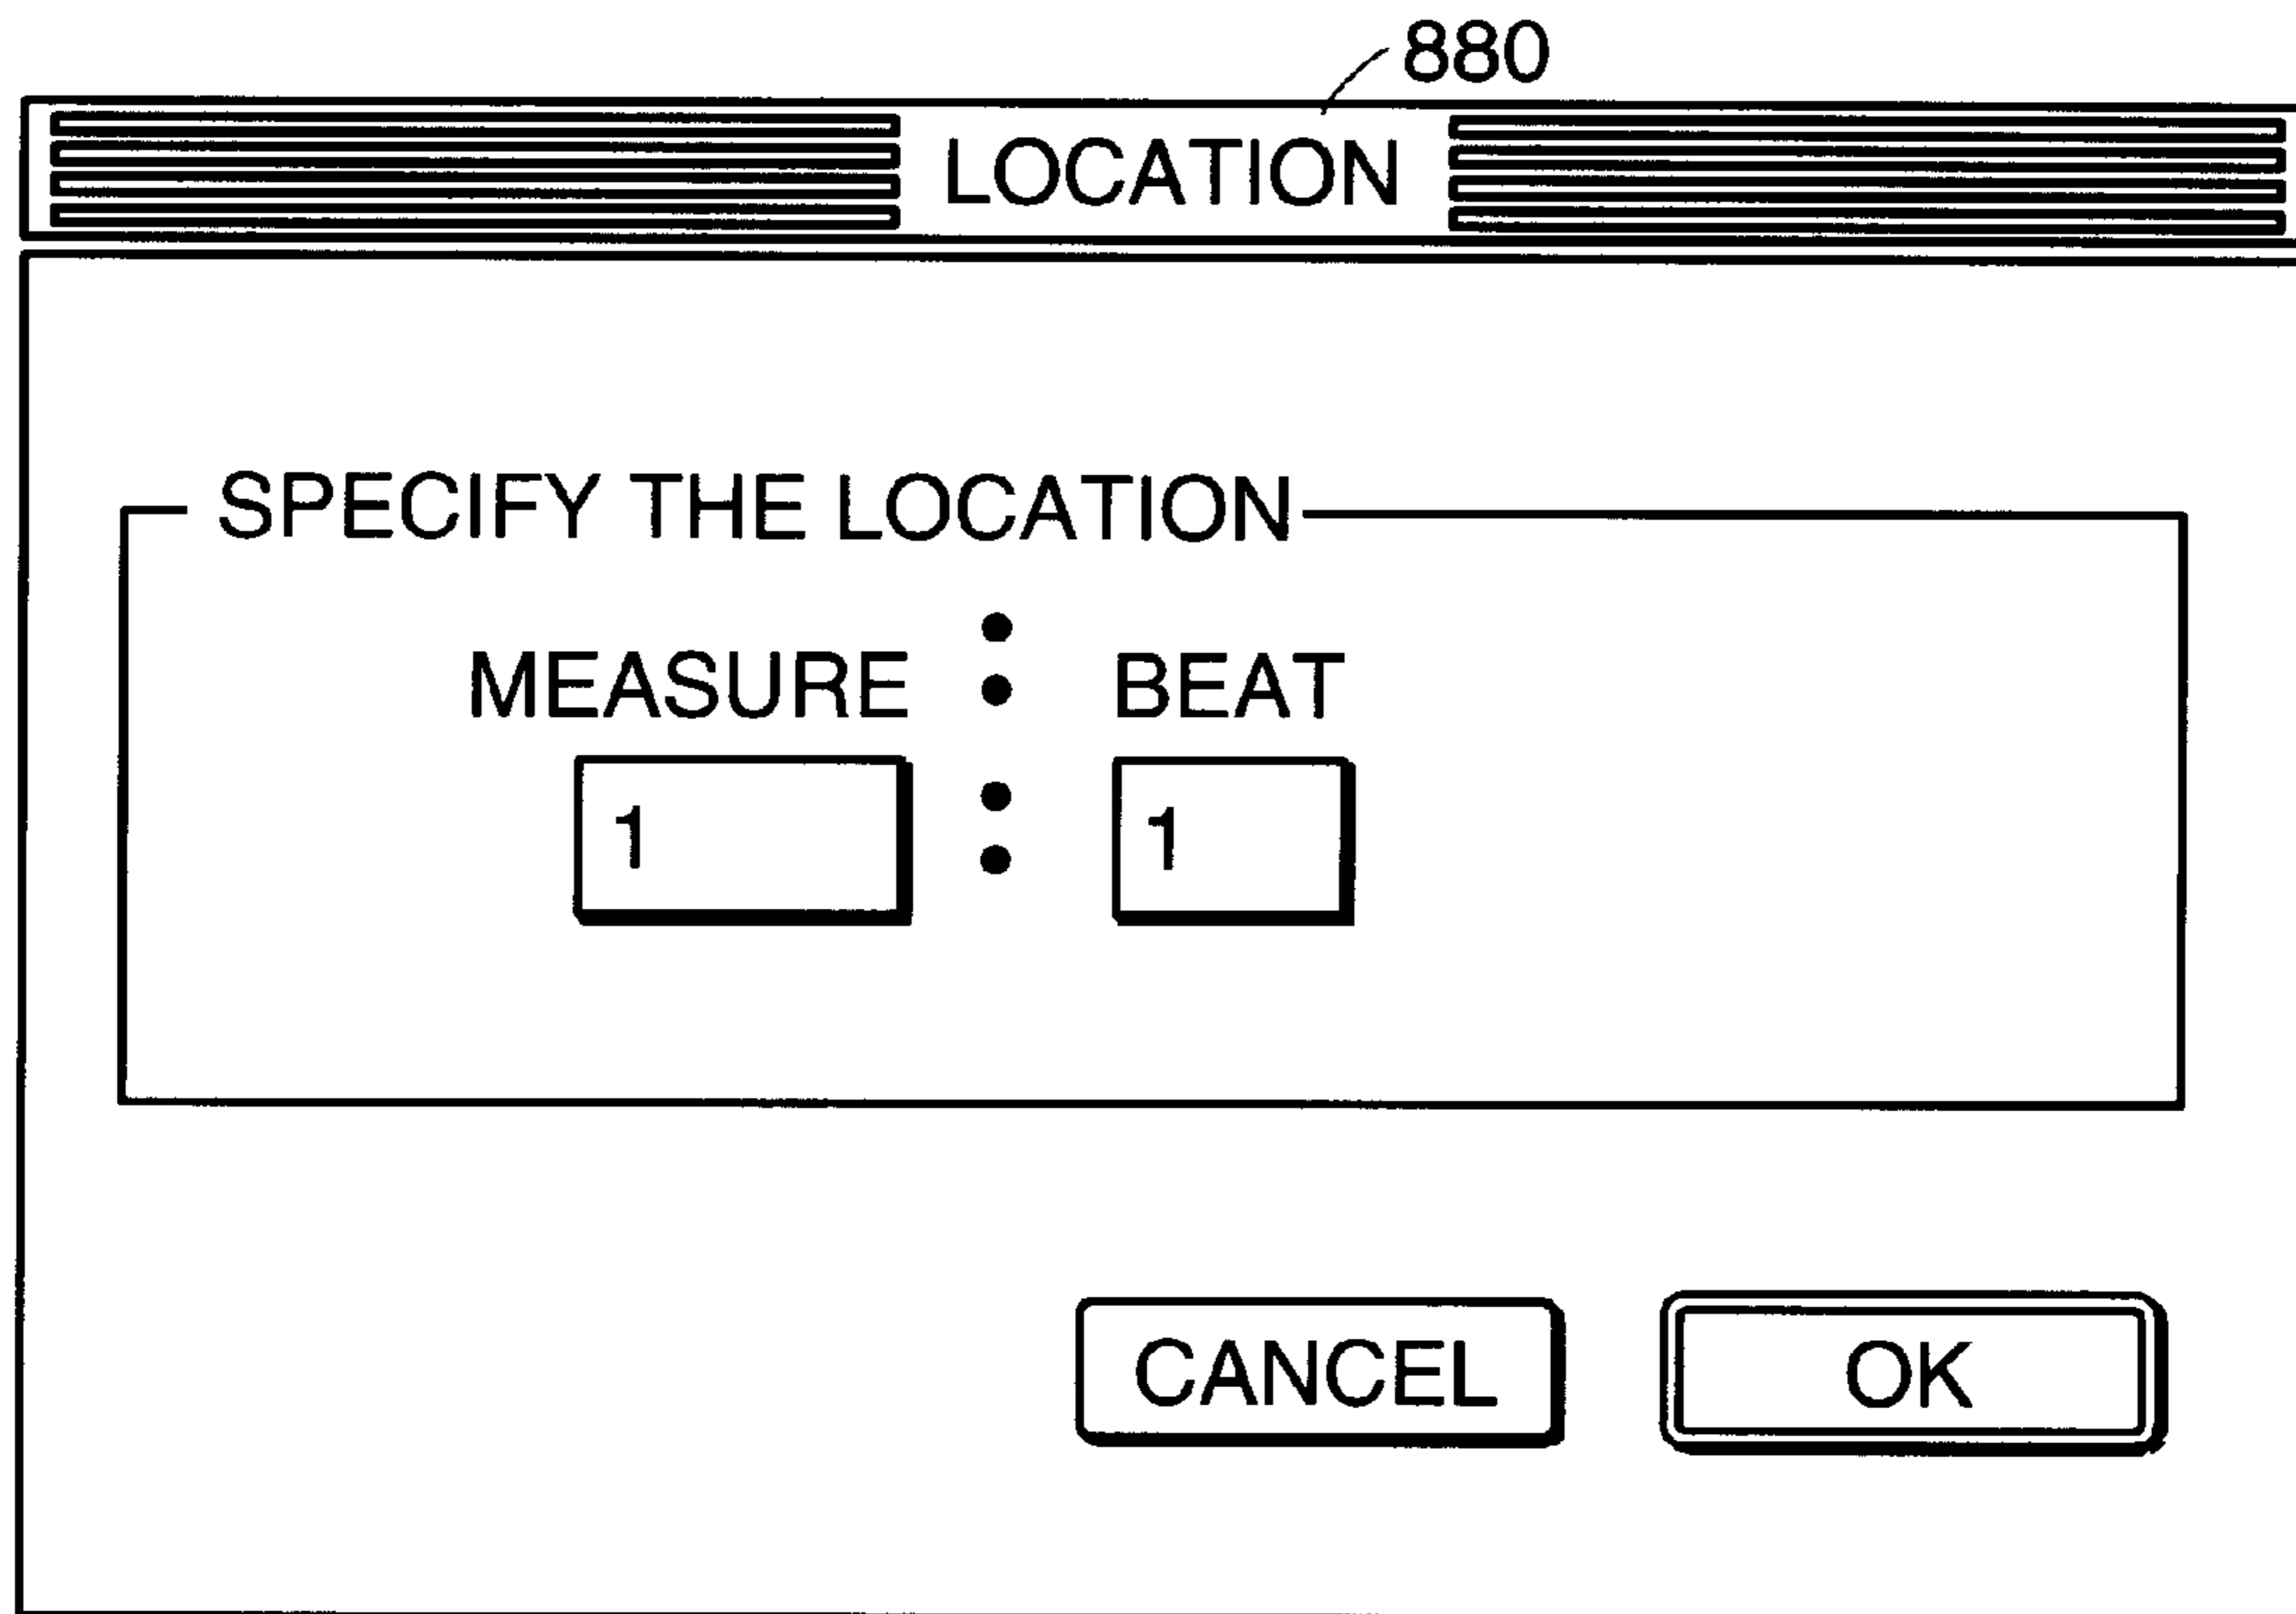 880
LOCATION
SPECIFY THE LOCATION
MEASURE : BEAT
1 : 1
CANCEL OK